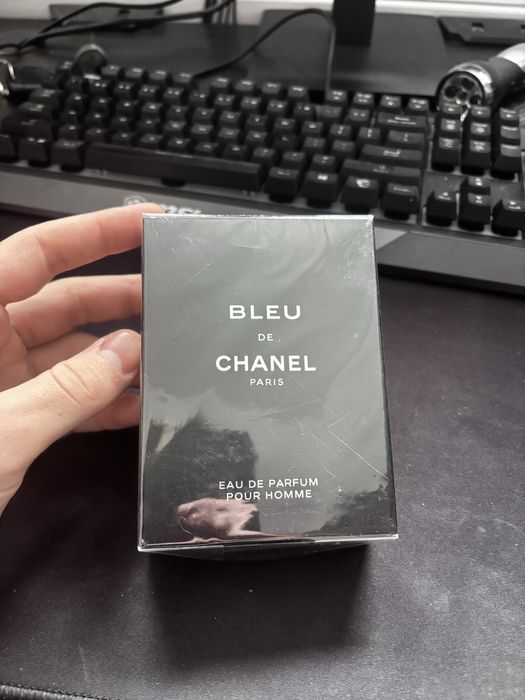 BLEU
DE
CHANEL
PARIS
EAU DE PARFUM
POUR HOMME